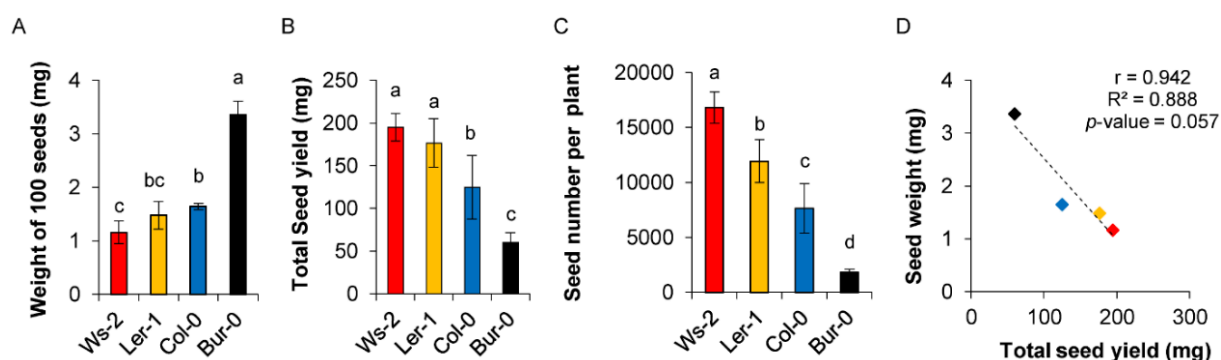 A
Weight of 100 seeds (mg)
4
3
2
1
0
c
bc
b
a
Ws-2
Ler-1
Col-0
Bur-0
B
Total Seed yield (mg)
250
200
150
100
50
0
a
a
b
c
Ws-2
Ler-1
Col-0
Bur-0
C
Seed number per plant
20000
15000
10000
5000
0
a
b
c
d
Ws-2
Ler-1
Col-0
Bur-0
D
Seed weight (mg)
4
3
2
1
0
r = 0.942
R² = 0.888
p-value = 0.057
0
100
200
300
Total seed yield (mg)